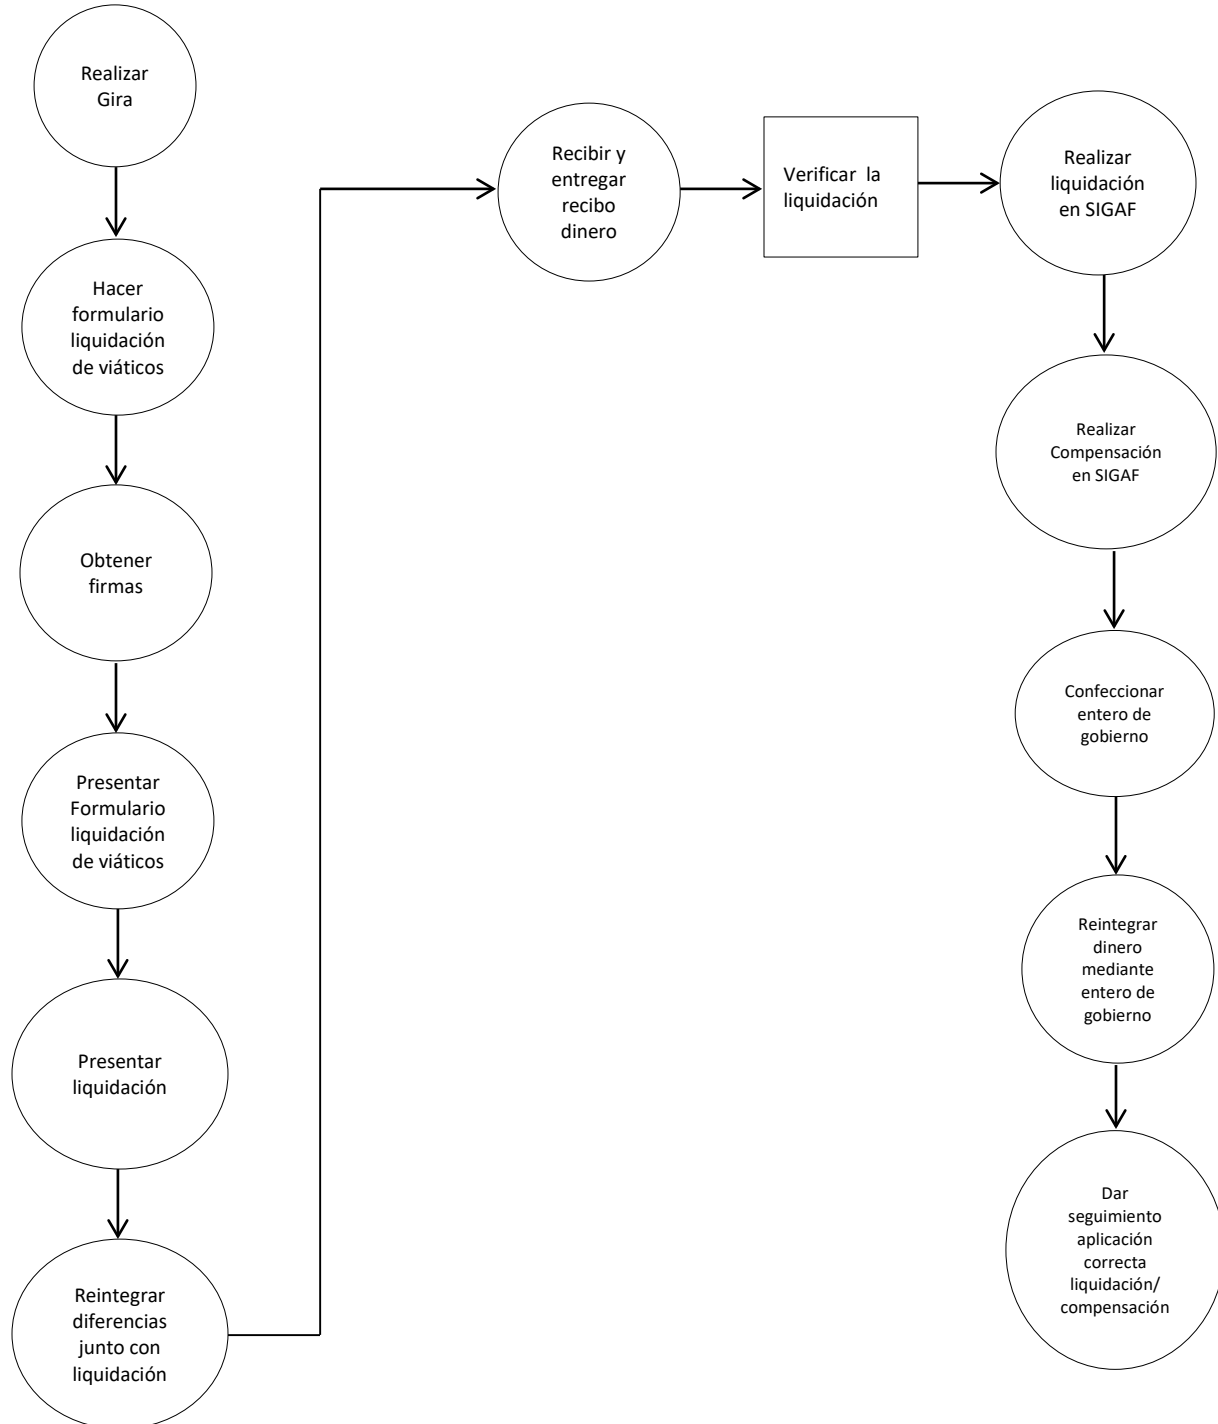 Realizar
Gira
Hacer
formulario
liquidación
de viáticos
Obtener
firmas
Presentar
Formulario
liquidación
de viáticos
Presentar
liquidación
Reintegrar
diferencias
junto con
liquidación
Recibir y
entregar
recibo
dinero
Verificar la
liquidación
Realizar
liquidación
en SIGAF
Realizar
Compensación
en SIGAF
Confeccionar
entero de
gobierno
Reintegrar
dinero
mediante
entero de
gobierno
Dar
seguimiento
aplicación
correcta
liquidación/
compensación